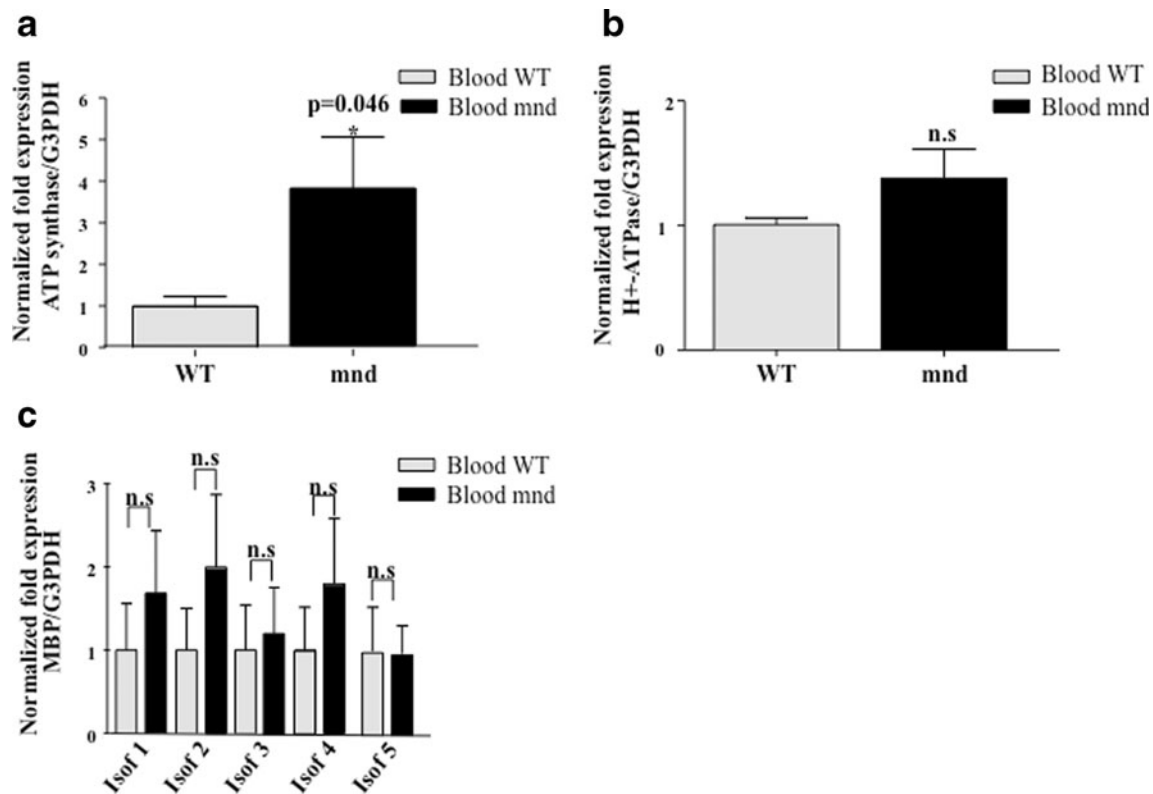 a
Blood WT
Blood mnd
Normalized fold expression
ATP synthase/G3PDH
6
5
4
3
2
1
0
p=0.046
*
WT
mnd
b
Blood WT
Blood mnd
Normalized fold expression
H+-ATPase/G3PDH
2
1
0
n.s
WT
mnd
c
Blood WT
Blood mnd
Normalized fold expression
MBP/G3PDH
3
2
1
0
n.s
n.s
n.s
n.s
n.s
Isof 1
Isof 2
Isof 3
Isof 4
Isof 5